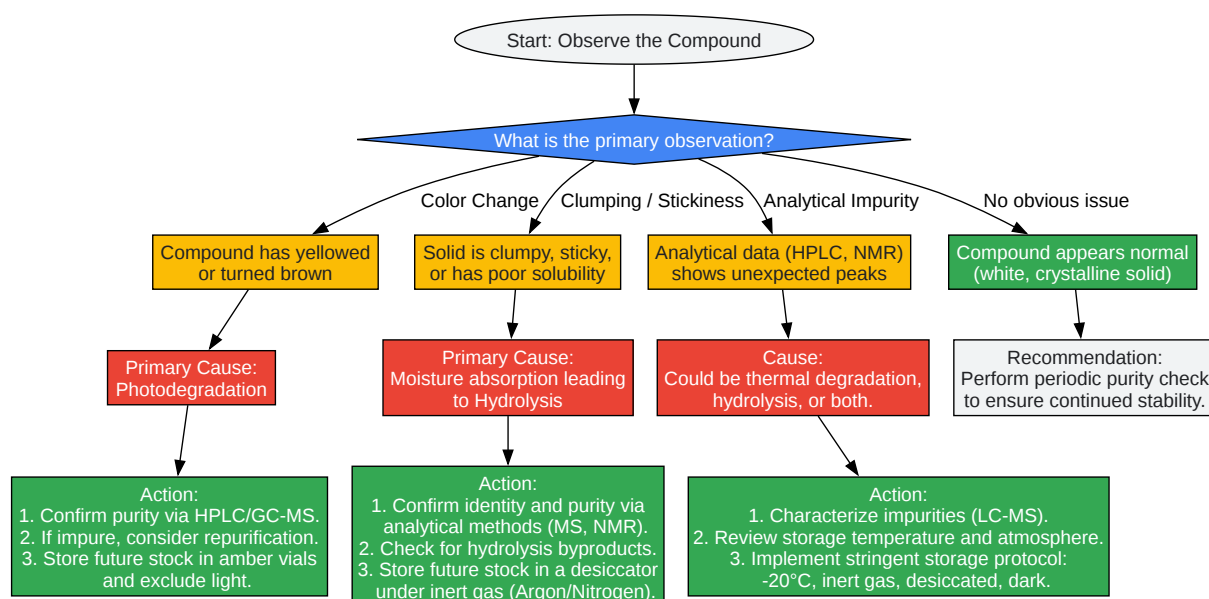 Start: Observe the Compound
What is the primary observation?
Color Change
Clumping / Stickiness
Analytical Impurity
No obvious issue
Compound has yellowed
or turned brown
Solid is clumpy, sticky,
or has poor solubility
Analytical data (HPLC, NMR)
shows unexpected peaks
Compound appears normal
(white, crystalline solid)
Primary Cause:
Photodegradation
Primary Cause:
Moisture absorption leading
to Hydrolysis
Cause:
Could be thermal degradation,
hydrolysis, or both.
Recommendation:
Perform periodic purity check
to ensure continued stability.
Action:
1. Confirm purity via HPLC/GC-MS.
2. If impure, consider repurification.
3. Store future stock in amber vials
and exclude light.
Action:
1. Confirm identity and purity via
analytical methods (MS, NMR).
2. Check for hydrolysis byproducts.
3. Store future stock in a desiccator
under inert gas (Argon/Nitrogen).
Action:
1. Characterize impurities (LC-MS).
2. Review storage temperature and atmosphere.
3. Implement stringent storage protocol:
-20°C, inert gas, desiccated, dark.